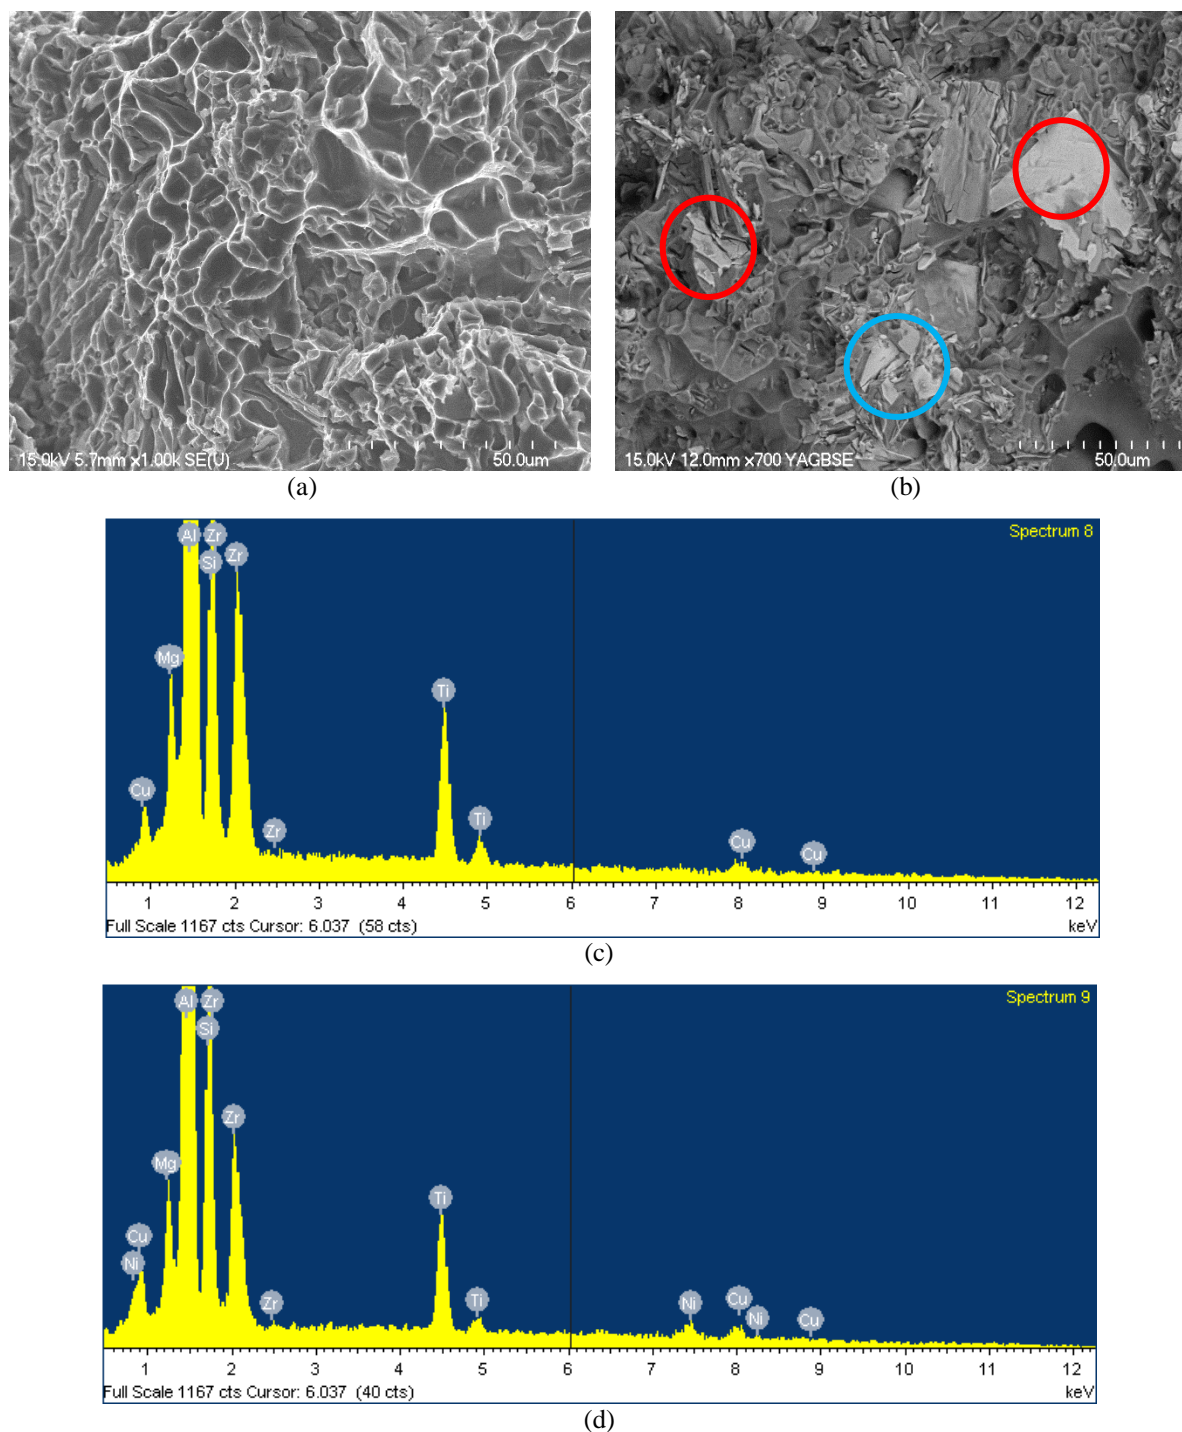 15.0kV 5.7mm x1.00k SE(U) 50.0um
15.0kV 12.0mm x700 YAGBSE 50.0um
(a)
(b)
Spectrum 8
Al Zr
Si Zr
Mg
Ti
Cu
Zr
Ti
Cu
Cu
1 2 3 4 5 6 7 8 9 10 11 12
Full Scale 1167 cts Cursor: 6.037 (58 cts)
keV
(c)
Spectrum 9
Al Zr
Si
Zr
Mg
Ti
Cu
Ni
Zr
Ti
Ni
Cu
Ni
Cu
1 2 3 4 5 6 7 8 9 10 11 12
Full Scale 1167 cts Cursor: 6.037 (40 cts)
keV
(d)